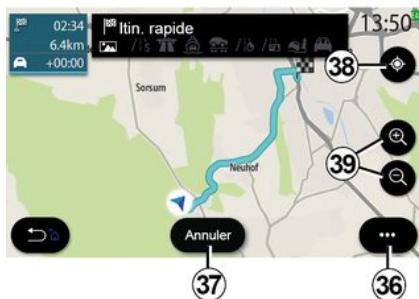 02:34
6.4km
+00:00
Itin. rapide
13:50
38
Sorsum
39
Neuhof
Annuler
37
36